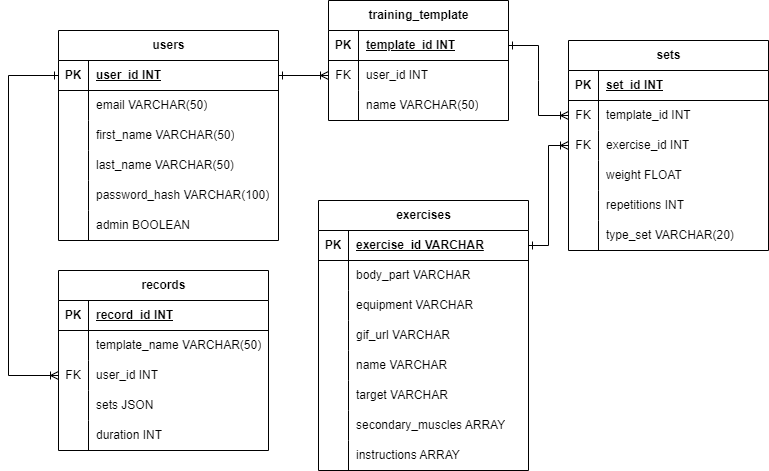 users
PK user_id INT
email VARCHAR(50)
first_name VARCHAR(50)
last_name VARCHAR(50)
password_hash VARCHAR(100)
admin BOOLEAN
training_template
PK template_id INT
FK user_id INT
name VARCHAR(50)
sets
PK set_id INT
FK template_id INT
FK exercise_id INT
weight FLOAT
repetitions INT
type_set VARCHAR(20)
records
PK record_id INT
template_name VARCHAR(50)
FK user_id INT
sets JSON
duration INT
exercises
PK exercise_id VARCHAR
body_part VARCHAR
equipment VARCHAR
gif_url VARCHAR
name VARCHAR
target VARCHAR
secondary_muscles ARRAY
instructions ARRAY